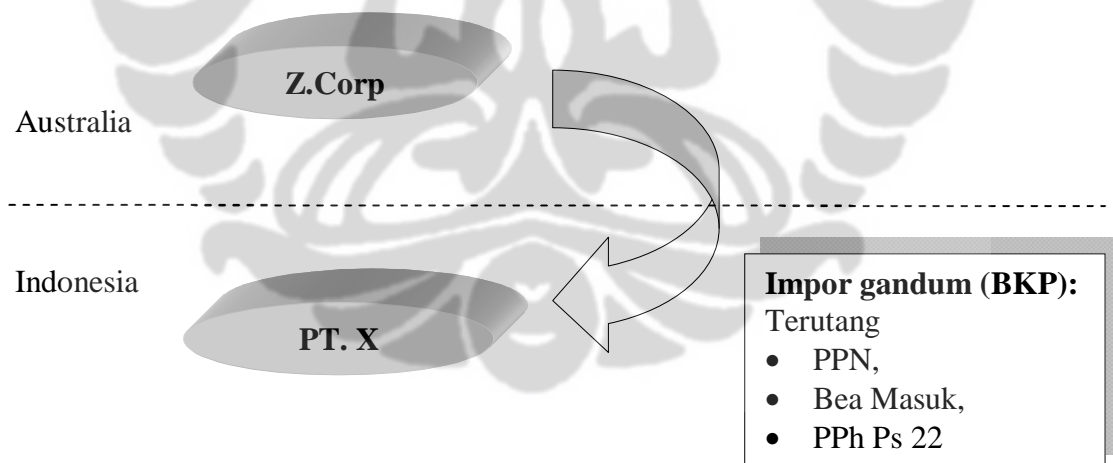 Z.Corp
Australia
Indonesia
PT. X
Impor gandum (BKP):
Terutang
• PPN,
• Bea Masuk,
• PPh Ps 22